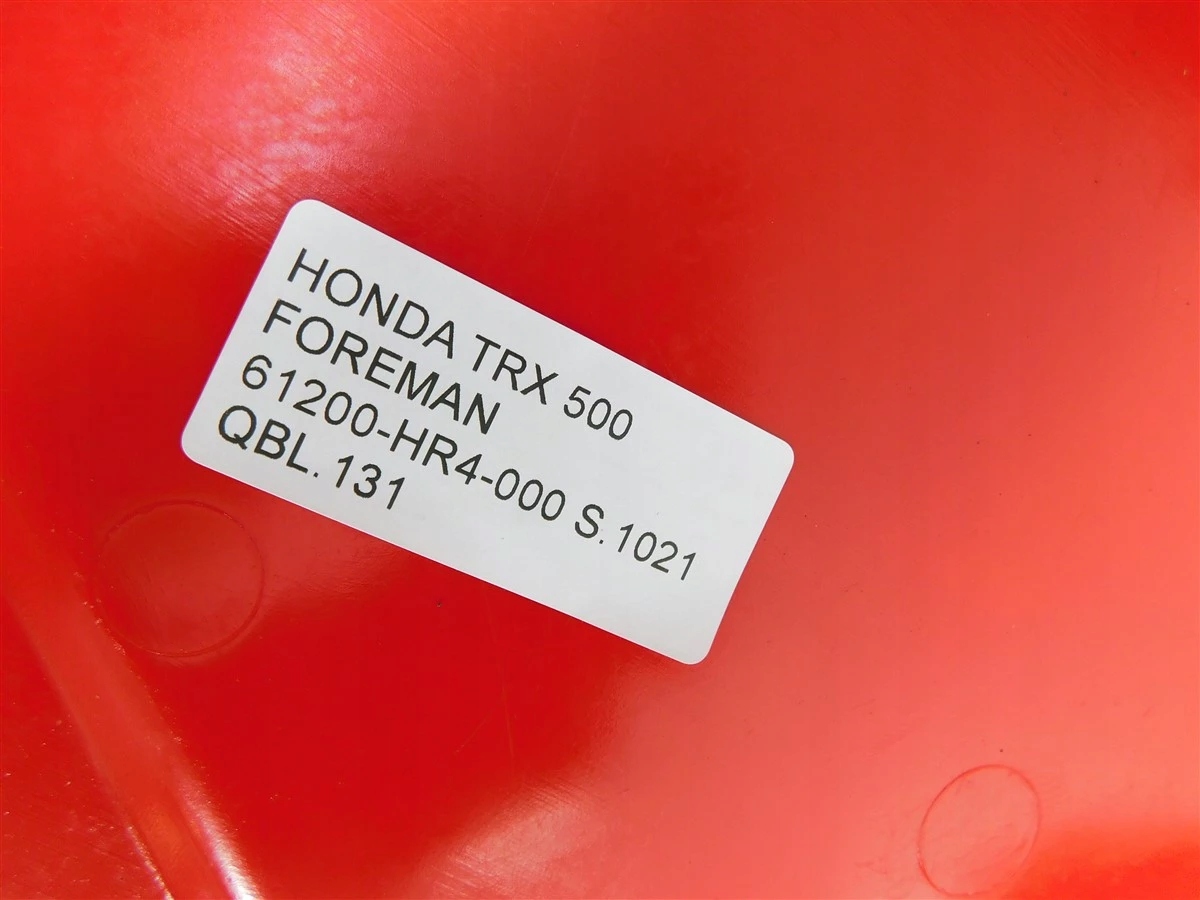 HONDA TRX 500
FOREMAN
61200-HR4-000 S.1021
QBL.131